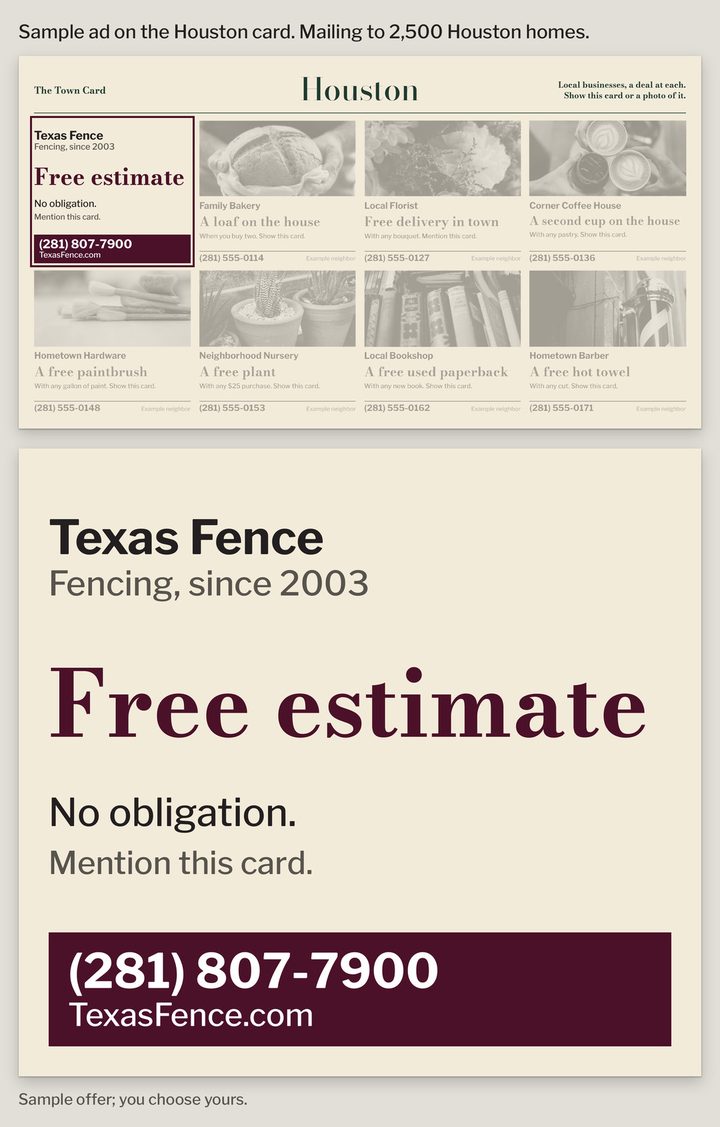 Sample ad on the Houston card. Mailing to 2,500 Houston homes.
The Town Card
Houston
Local businesses, a deal at each.
Show this card or a photo of it.
Texas Fence
Fencing, since 2003
Free estimate
No obligation.
Mention this card.
(281) 807-7900
TexasFence.com
Family Bakery
A loaf on the house
When you buy two. Show this card.
(281) 555-0114
Example neighbor
Local Florist
Free delivery in town
With any bouquet. Mention this card.
(281) 555-0127
Example neighbor
Corner Coffee House
A second cup on the house
With any pastry. Show this card.
(281) 555-0136
Example neighbor
Hometown Hardware
A free paintbrush
With any gallon of paint. Show this card.
(281) 555-0148
Example neighbor
Neighborhood Nursery
A free plant
With any $25 purchase. Show this card.
(281) 555-0153
Example neighbor
Local Bookshop
A free used paperback
With any new book. Show this card.
(281) 555-0162
Example neighbor
Hometown Barber
A free hot towel
With any cut. Show this card.
(281) 555-0171
Example neighbor
Texas Fence
Fencing, since 2003
Free estimate
No obligation.
Mention this card.
(281) 807-7900
TexasFence.com
Sample offer; you choose yours.